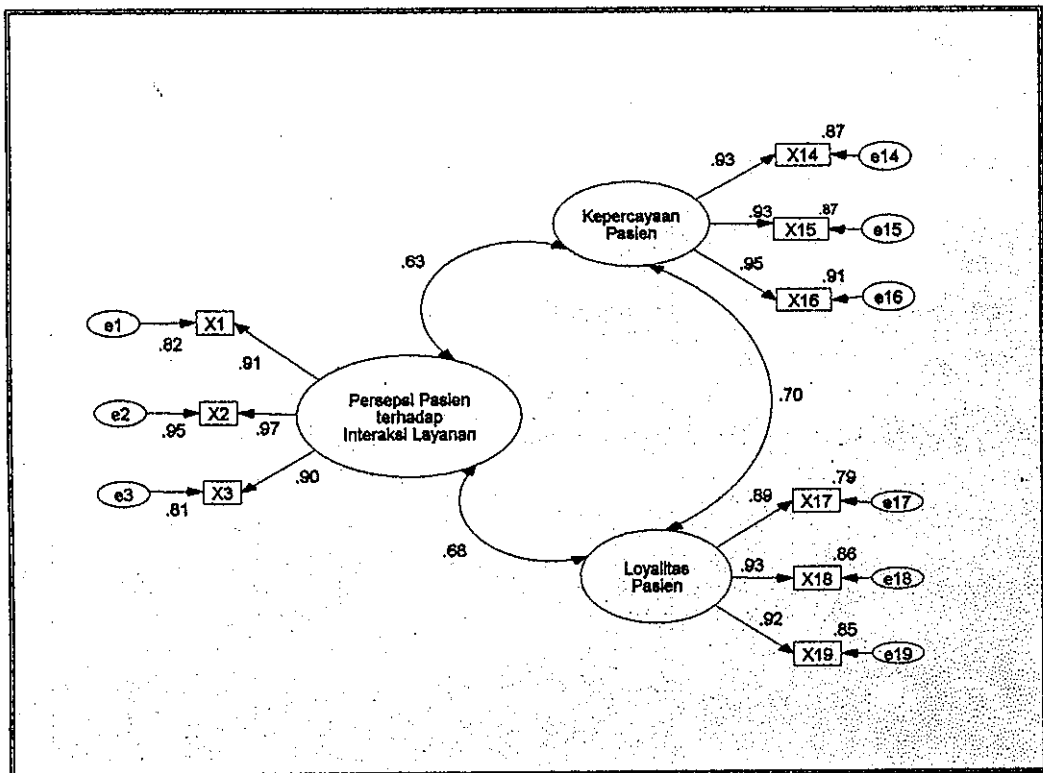 .87
.93
X14
e14
Kepercayaan
Pasien
.93
.87
X15
e15
.63
.95
.91
X16
e16
e1
X1
.82
.91
.70
Persepsi Pasien
terhadap
Interaksi Layanan
e2
X2
.95
.97
e3
X3
.81
.90
.79
.89
X17
e17
.68
Loyalitas
Pasien
.86
.93
X18
e18
.92
.85
X19
e19